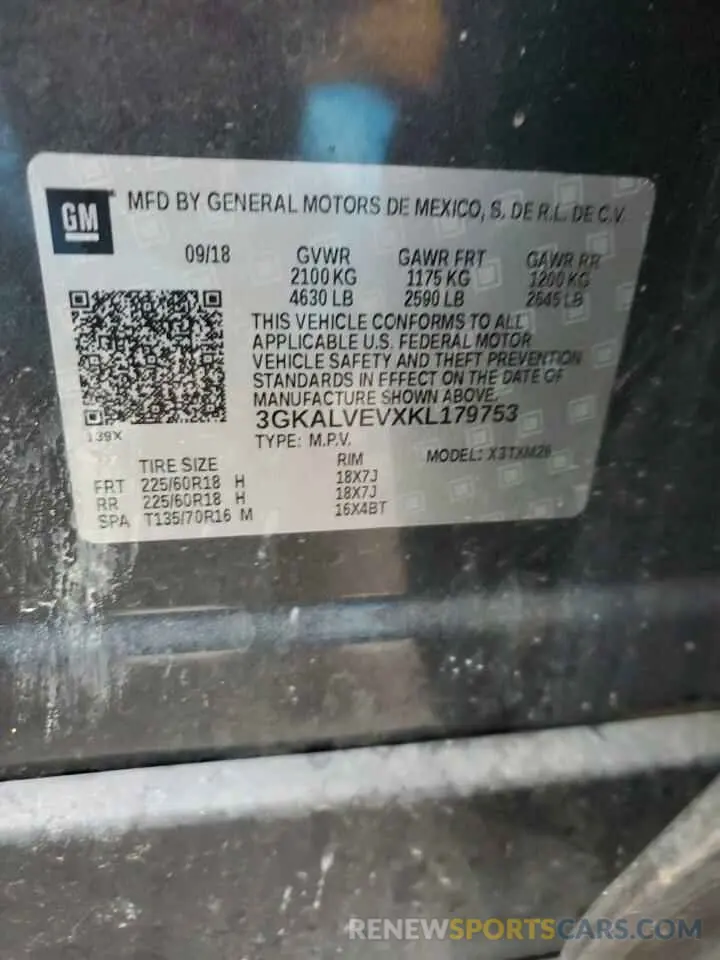 GM
MFD BY GENERAL MOTORS DE MEXICO, S. DE R.L. DE C.V.
09/18 GVWR GAWR FRT GAWR RR
2100 KG 1175 KG 1200 KG
4630 LB 2590 LB 2645 LB
THIS VEHICLE CONFORMS TO ALL
APPLICABLE U.S. FEDERAL MOTOR
VEHICLE SAFETY AND THEFT PREVENTION
STANDARDS IN EFFECT ON THE DATE OF
MANUFACTURE SHOWN ABOVE.
139X 3GKALVEVXKL179753
TYPE: M.P.V. MODEL: X3TXM26
TIRE SIZE RIM
FRT 225/60R18 H 18X7J
RR 225/60R18 H 18X7J
SPA T135/70R16 M 16X4BT
RENEWSPORTSCARS.COM